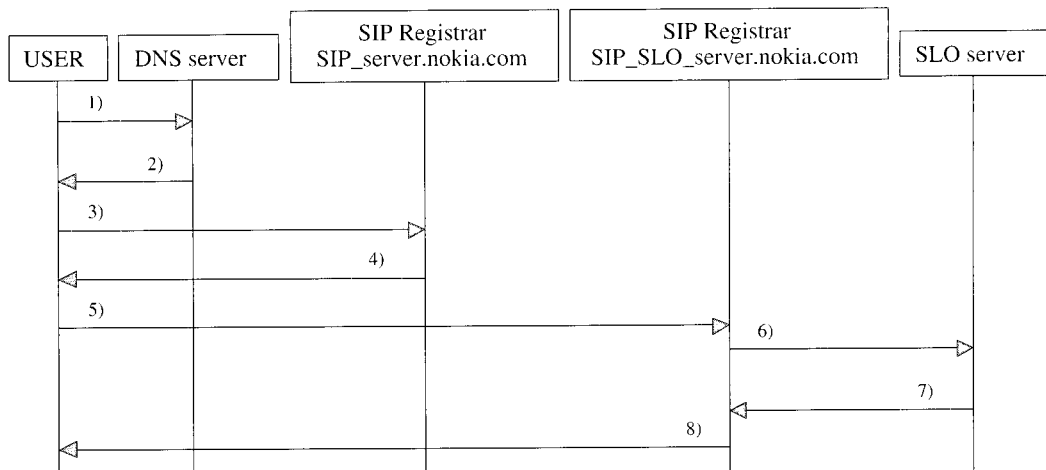 USER
DNS server
SIP Registrar
SIP_server.nokia.com
SIP Registrar
SIP_SLO_server.nokia.com
SLO server
1)
2)
3)
4)
5)
6)
7)
8)